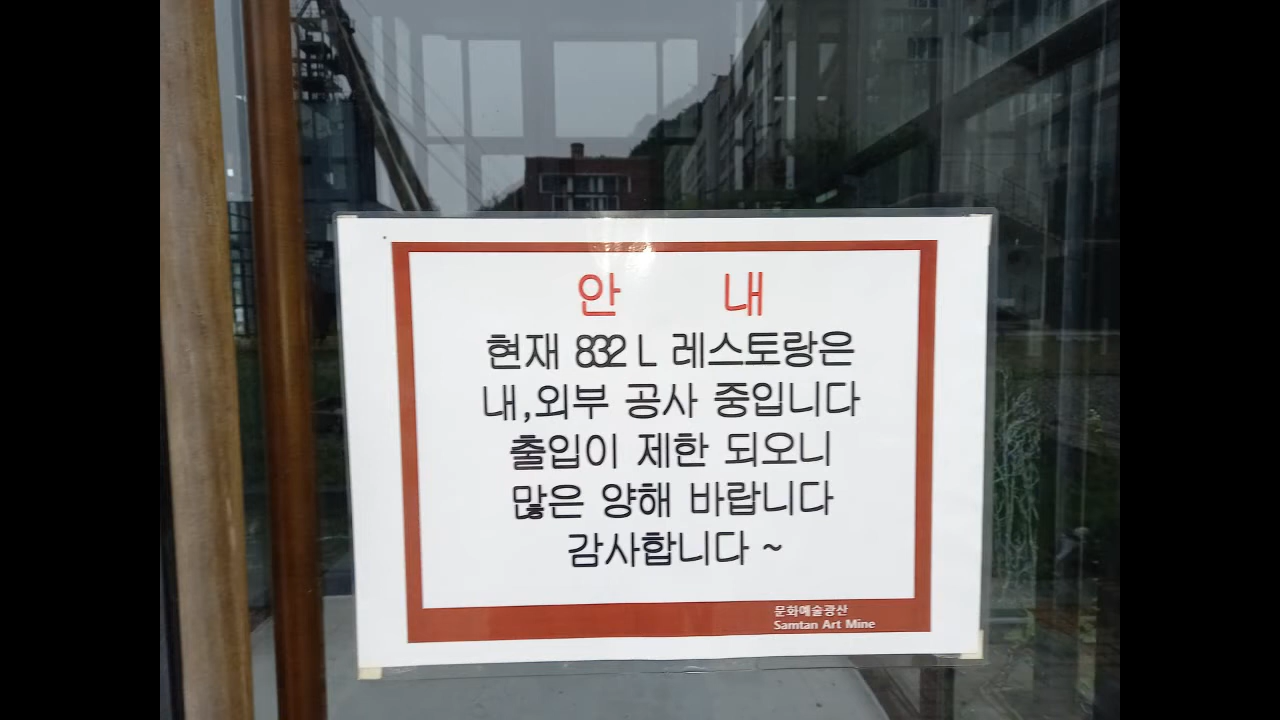 안 내
현재 832 L 레스토랑은
내,외부 공사 중입니다
출입이 제한 되오니
많은 양해 바랍니다
감사합니다 ~
문화예술광산
Samtan Art Mine